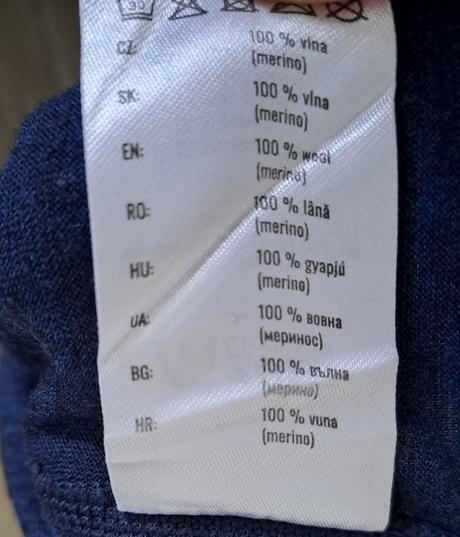 30
CZ: 100 % vlna
(merino)
SK: 100 % vlna
(merino)
EN: 100 % wool
(merino)
RO: 100 % lână
(merino)
HU: 100 % gyapjú
(merino)
UA: 100 % вовна
(меринос)
BG: 100 % вълна
(мерино)
HR: 100 % vuna
(merino)